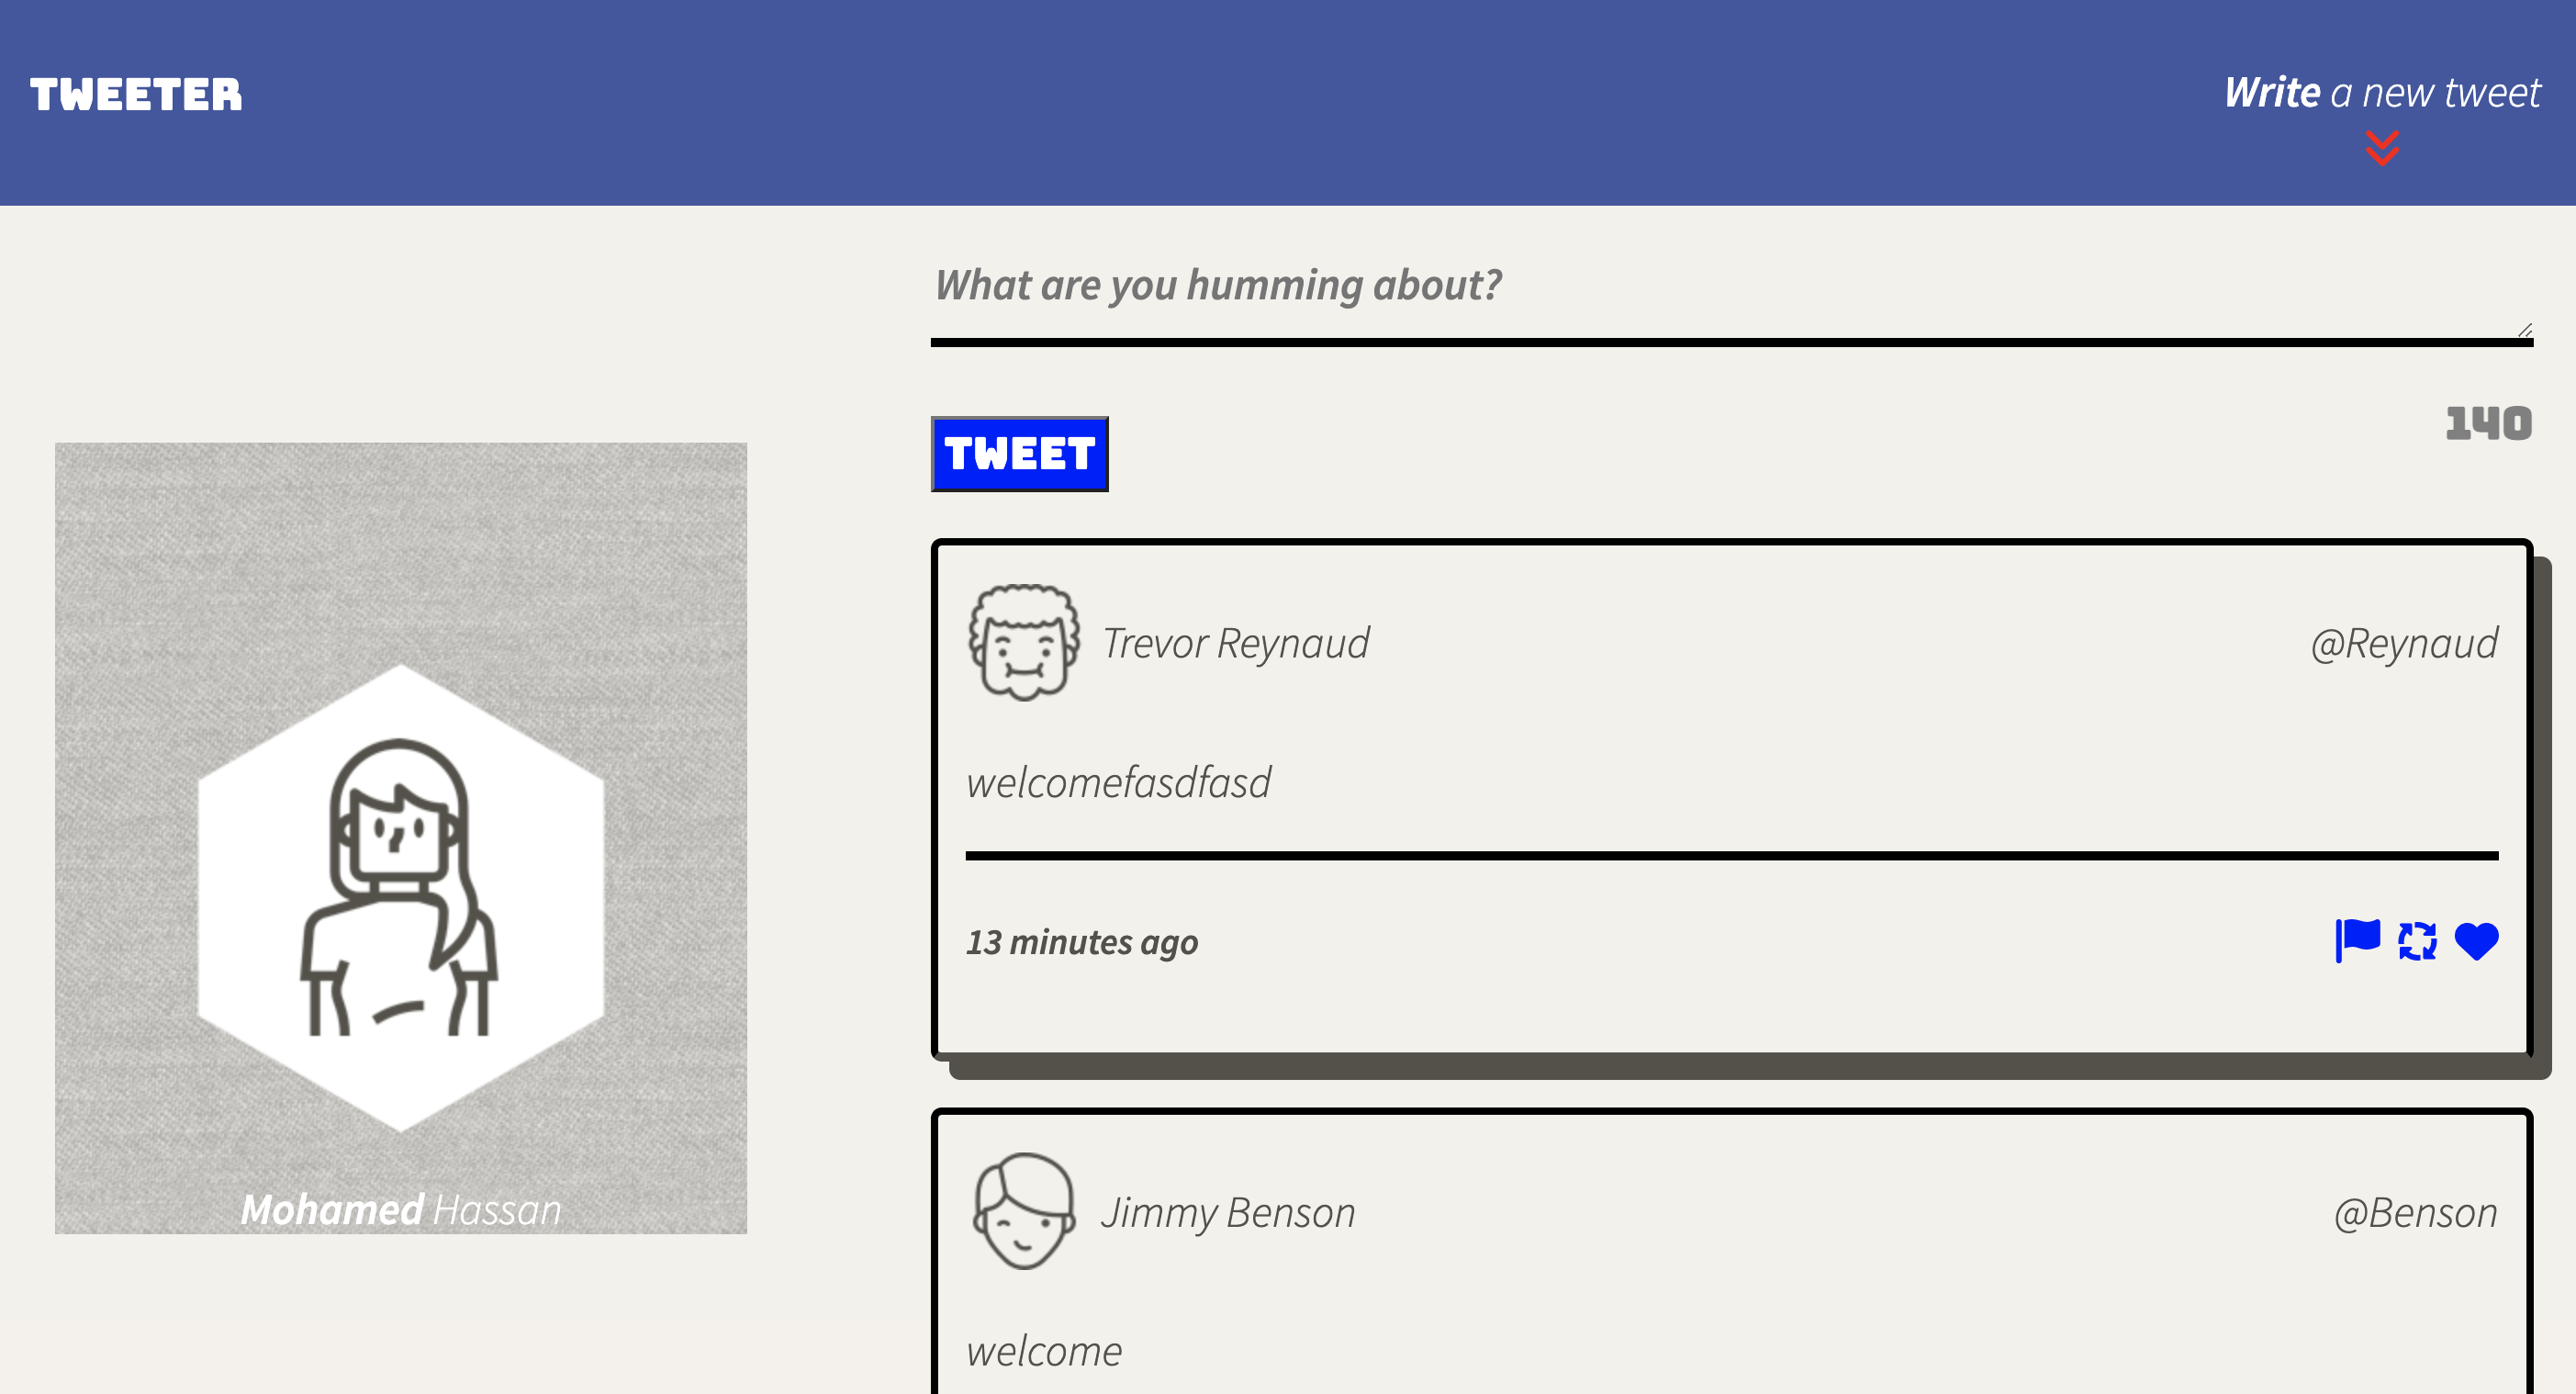 TWEETER
Write a new tweet
What are you humming about?
TWEET
140
Mohamed Hassan
Trevor Reynaud
@Reynaud
welcomefasdfasd
13 minutes ago
Jimmy Benson
@Benson
welcome